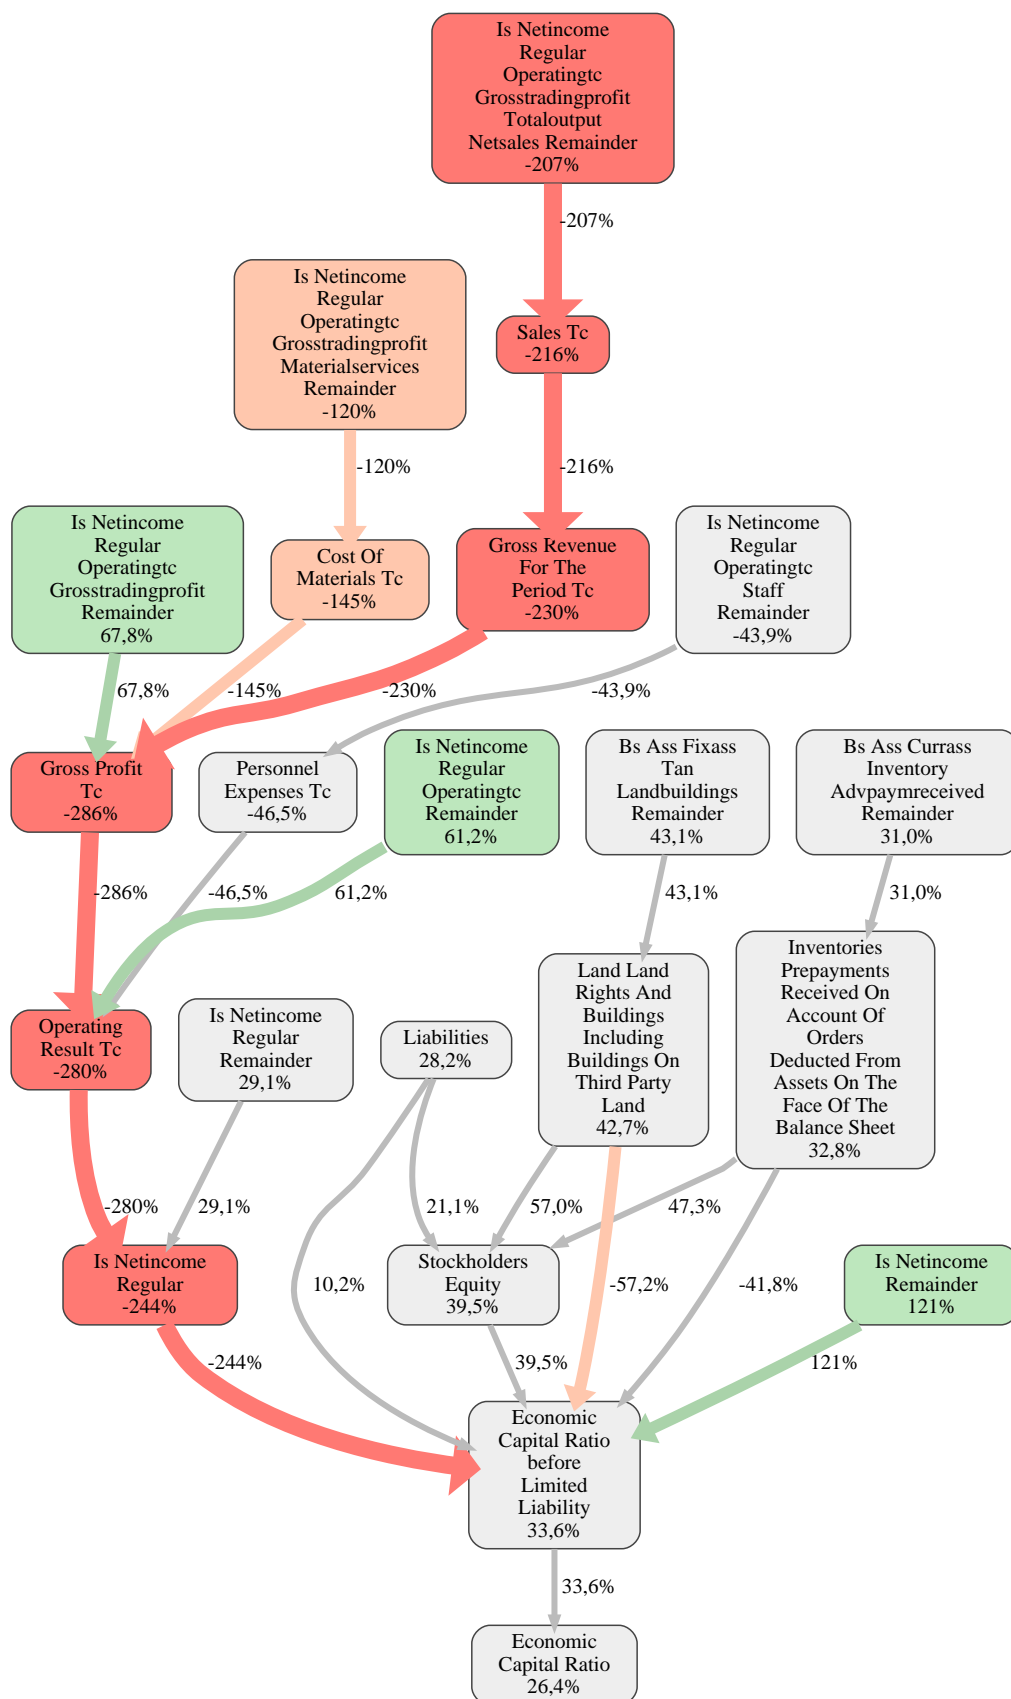 Is Netincome
Regular
Operatingtc
Grosstradingprofit
Totaloutput
Netsales Remainder
-207%
-207%
Is Netincome
Regular
Operatingtc
Grosstradingprofit
Materialservices
Remainder
-120%
Sales Tc
-216%
-120%
-216%
Is Netincome
Regular
Operatingtc
Grosstradingprofit
Remainder
67,8%
Cost Of
Materials Tc
-145%
Gross Revenue
For The
Period Tc
-230%
Is Netincome
Regular
Operatingtc
Staff
Remainder
-43,9%
67,8%
-145%
-230%
-43,9%
Gross Profit
Tc
-286%
Personnel
Expenses Tc
-46,5%
Is Netincome
Regular
Operatingtc
Remainder
61,2%
Bs Ass Fixass
Tan
Landbuildings
Remainder
43,1%
Bs Ass Currass
Inventory
Advpaymreceived
Remainder
31,0%
-286%
-46,5%
61,2%
43,1%
31,0%
Operating
Result Tc
-280%
Is Netincome
Regular
Remainder
29,1%
Liabilities
28,2%
Land Land
Rights And
Buildings
Including
Buildings On
Third Party
Land
42,7%
Inventories
Prepayments
Received On
Account Of
Orders
Deducted From
Assets On The
Face Of The
Balance Sheet
32,8%
-280%
29,1%
21,1%
57,0%
47,3%
Is Netincome
Regular
-244%
10,2%
Stockholders
Equity
39,5%
-57,2%
-41,8%
Is Netincome
Remainder
121%
-244%
39,5%
121%
Economic
Capital Ratio
before
Limited
Liability
33,6%
33,6%
Economic
Capital Ratio
26,4%